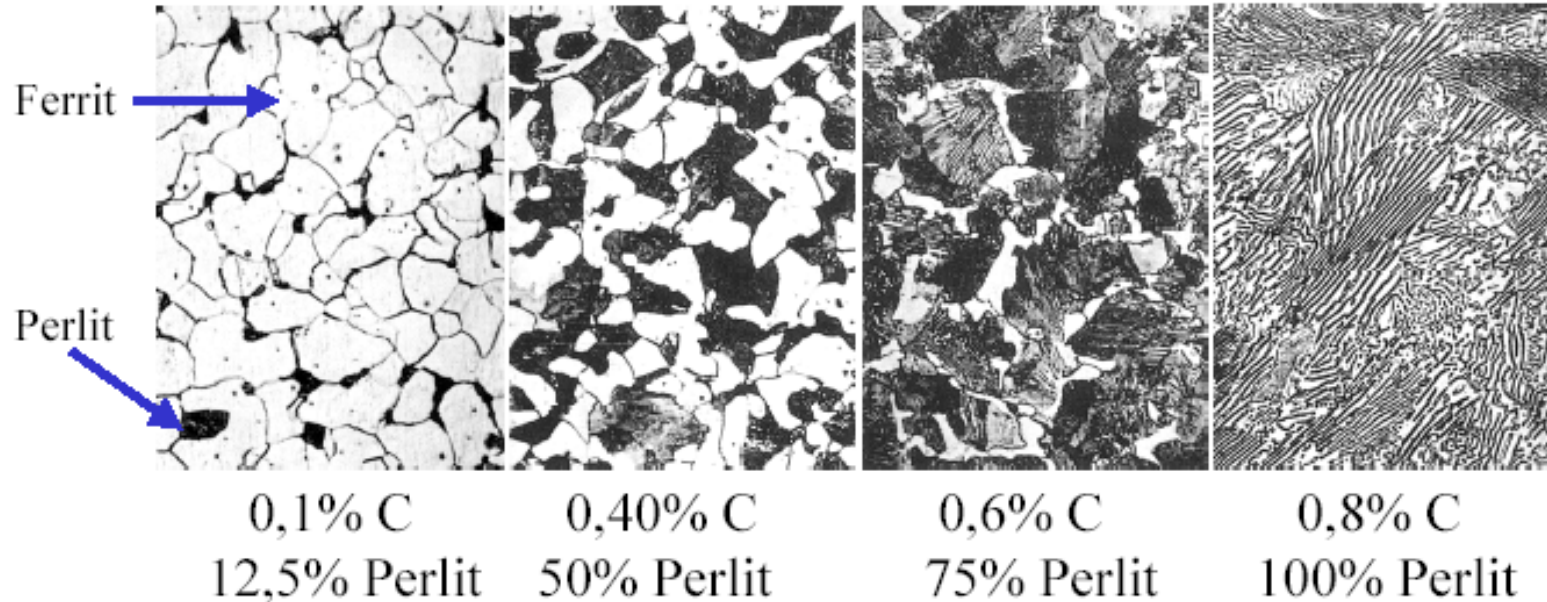 Ferrit
Perlit
0,1% C
12,5% Perlit
0,40% C
50% Perlit
0,6% C
75% Perlit
0,8% C
100% Perlit